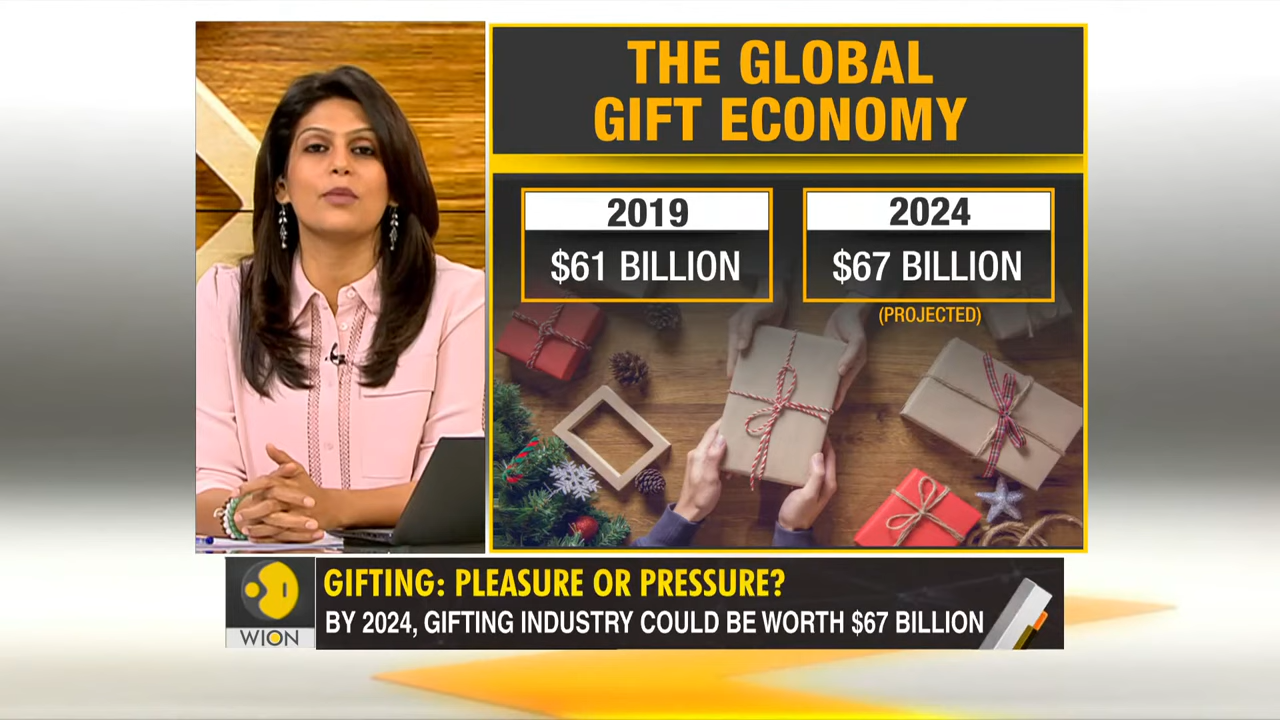 THE GLOBAL
GIFT ECONOMY
2019
$61 BILLION
2024
$67 BILLION
(PROJECTED)
GIFTING: PLEASURE OR PRESSURE?
BY 2024, GIFTING INDUSTRY COULD BE WORTH $67 BILLION
WION